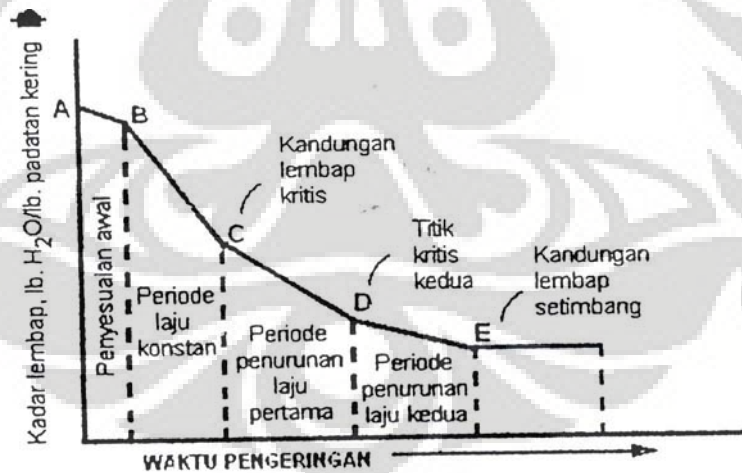 Kadar lembap, lb. H2O/lb. padatan kering
A
B
Kandungan
lembap
kritis
C
Titik
kritis
kedua
D
Kandungan
lembap
setimbang
E
Penyesualan awal
Periode
laju
konstan
Periode
penurunan
laju
pertama
Periode
penurunan
laju kedua
WAKTU PENGERINGAN